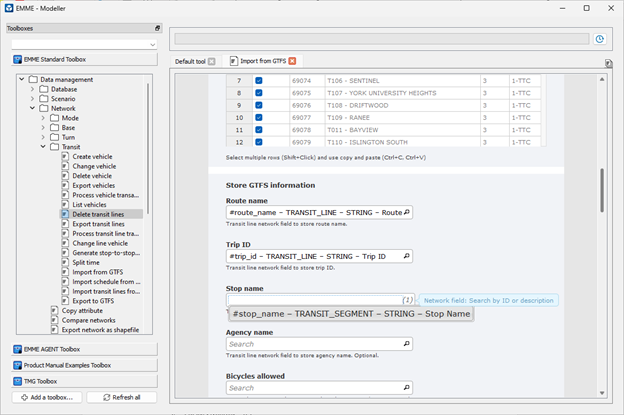 EMME - Modeller
Toolboxes
EMME Standard Toolbox
Data management
Database
Scenario
Network
Mode
Base
Turn
Transit
Create vehicle
Change vehicle
Delete vehicle
Export vehicles
Process vehicle transa...
List vehicles
Delete transit lines
Export transit lines
Process transit line tra...
Change line vehicle
Generate stop-to-stop...
Split time
Import from GTFS
Import schedule from ...
Import transit lines fro...
Export to GTFS
Copy attribute
Compare networks
Export network as shapefile
EMME AGENT Toolbox
Product Manual Examples Toolbox
TMG Toolbox
Add a toolbox...
Refresh all
Default tool
Import from GTFS
7 69074 T106 - SENTINEL 3 1-TTC
8 69075 T107 - YORK UNIVERSITY HEIGHTS 3 1-TTC
9 69076 T108 - DRIFTWOOD 3 1-TTC
10 69077 T109 - RANEE 3 1-TTC
11 69078 T011 - BAYVIEW 3 1-TTC
12 69079 T110 - ISLINGTON SOUTH 3 1-TTC
Select multiple rows (Shift+Click) and use copy and paste (Ctrl+C, Ctrl+V)
Store GTFS information
Route name
#route_name - TRANSIT_LINE - STRING - Route
Transit line network field to store route name.
Trip ID
#trip_id - TRANSIT_LINE - STRING - Trip ID
Transit line network field to store trip ID.
Stop name
(1)
Network field: Search by ID or description
#stop_name - TRANSIT_SEGMENT - STRING - Stop Name
Agency name
Search
Transit line network field to store agency name. Optional.
Bicycles allowed
Search